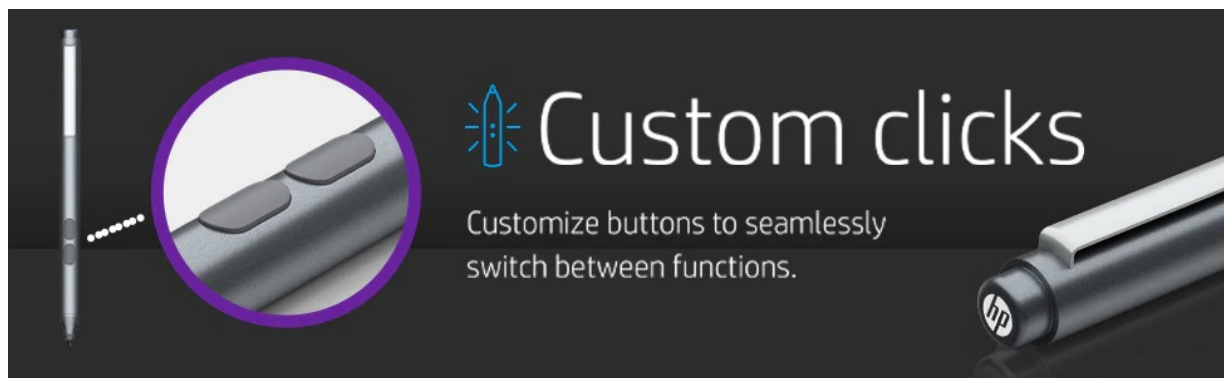 Custom clicks
Customize buttons to seamlessly
switch between functions.
hp